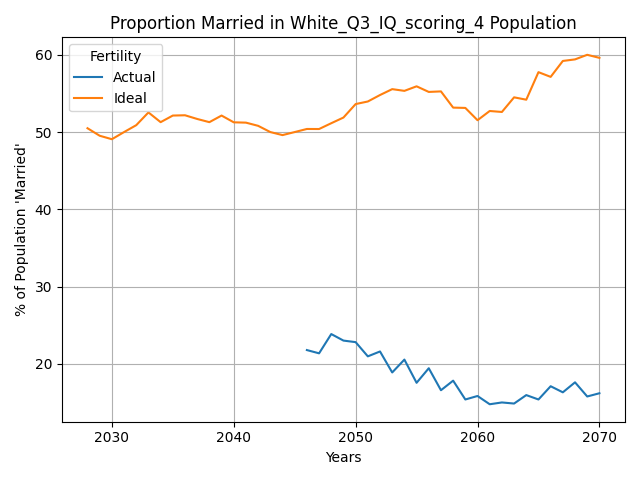 Proportion Married in White_Q3_IQ_scoring_4 Population
% of Population 'Married'
60
50
40
30
20
Fertility
Actual
Ideal
2030 2040 2050 2060 2070
Years